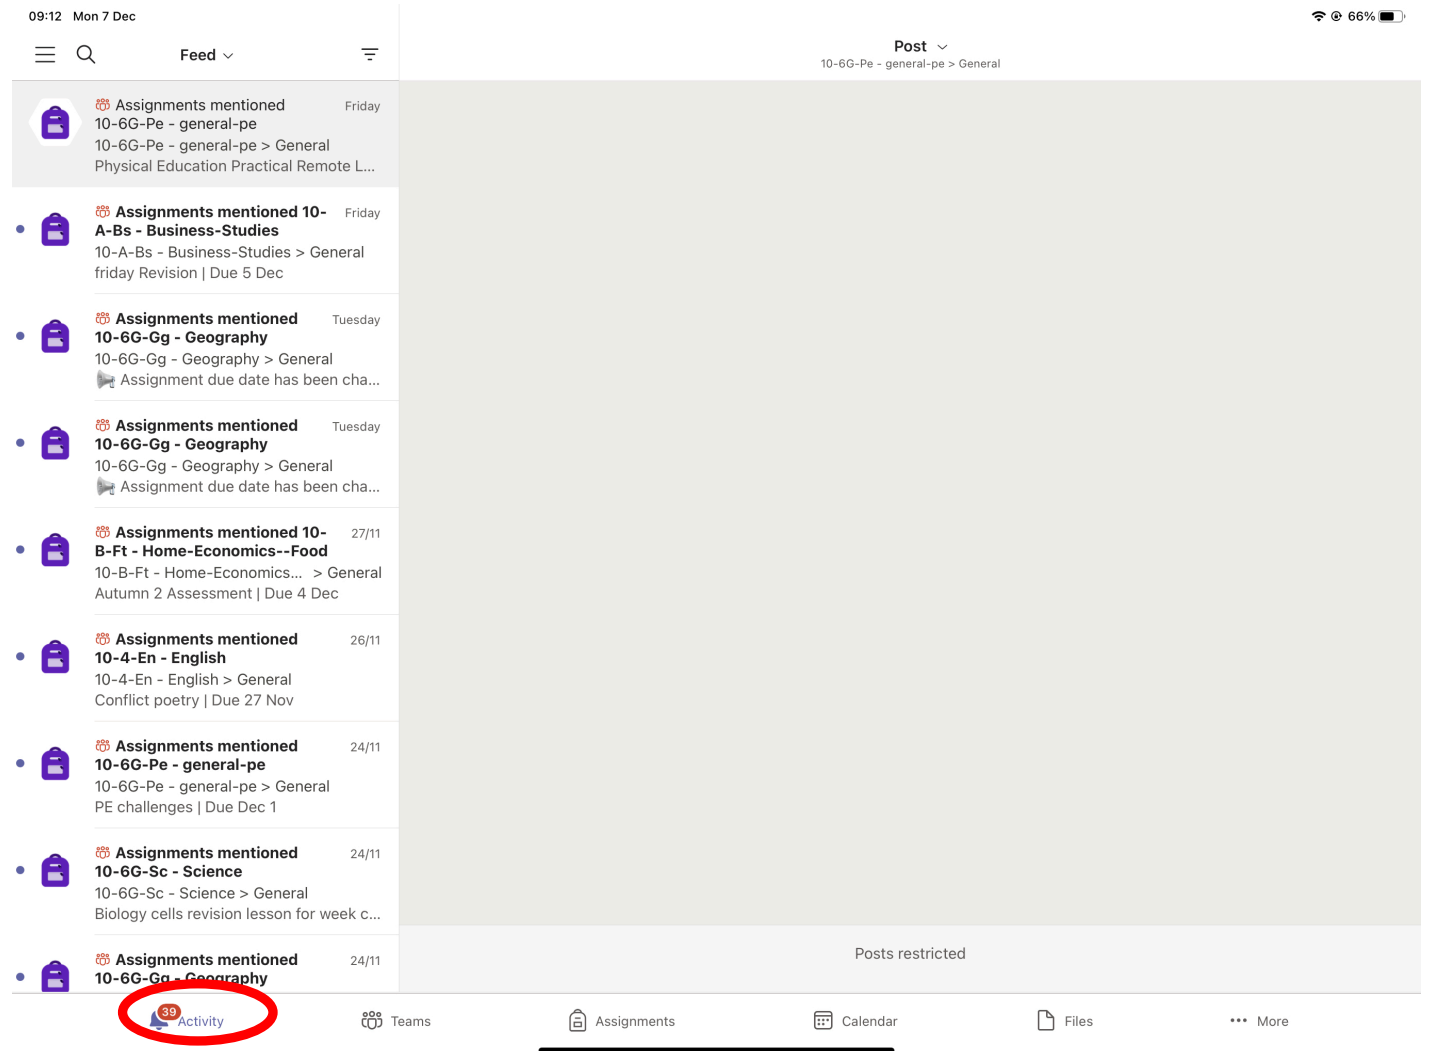 09:12 Mon 7 Dec
66%
Feed
Post
10-6G-Pe - general-pe > General
Assignments mentioned Friday
10-6G-Pe - general-pe
10-6G-Pe - general-pe > General
Physical Education Practical Remote L...
Assignments mentioned 10- Friday
A-Bs - Business-Studies
10-A-Bs - Business-Studies > General
friday Revision | Due 5 Dec
Assignments mentioned Tuesday
10-6G-Gg - Geography
10-6G-Gg - Geography > General
Assignment due date has been cha...
Assignments mentioned Tuesday
10-6G-Gg - Geography
10-6G-Gg - Geography > General
Assignment due date has been cha...
Assignments mentioned 10- 27/11
B-Ft - Home-Economics--Food
10-B-Ft - Home-Economics... > General
Autumn 2 Assessment | Due 4 Dec
Assignments mentioned 26/11
10-4-En - English
10-4-En - English > General
Conflict poetry | Due 27 Nov
Assignments mentioned 24/11
10-6G-Pe - general-pe
10-6G-Pe - general-pe > General
PE challenges | Due Dec 1
Assignments mentioned 24/11
10-6G-Sc - Science
10-6G-Sc - Science > General
Biology cells revision lesson for week c...
Assignments mentioned 24/11
10-6G-Gg - Geography
Posts restricted
39 Activity Teams Assignments Calendar Files More